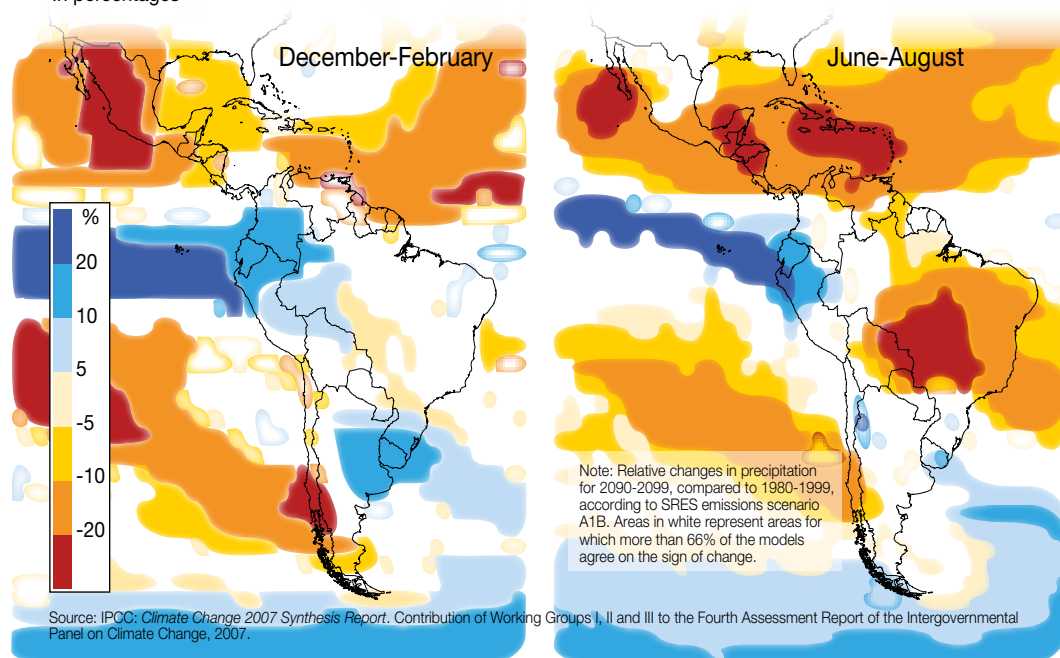 in percentages
December-February
June-August
%
20
10
5
-5
-10
-20
Note: Relative changes in precipitation
for 2090-2099, compared to 1980-1999,
according to SRES emissions scenario
A1B. Areas in white represent areas for
which more than 66% of the models
agree on the sign of change.
Source: IPCC: Climate Change 2007 Synthesis Report. Contribution of Working Groups I, II and III to the Fourth Assessment Report of the Intergovernmental
Panel on Climate Change, 2007.